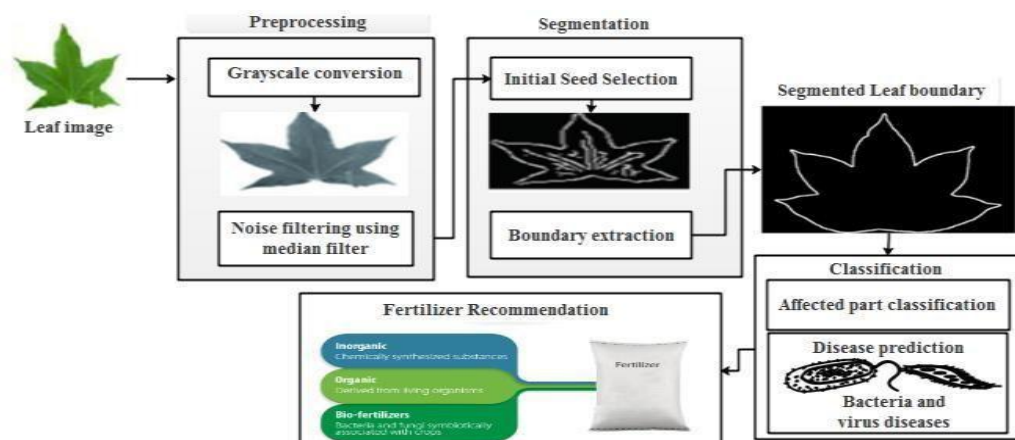 Preprocessing
Segmentation
Grayscale conversion
Initial Seed Selection
Leaf image
Noise filtering using
median filter
Boundary extraction
Segmented Leaf boundary
Classification
Affected part classification
Disease prediction
Bacteria and
virus diseases
Fertilizer Recommendation
Inorganic
Chemically synthesized substances
Organic
Derived from living organisms
Bio-fertilizers
Bacteria and fungi symbiotically
associated with crops
Fertilizer